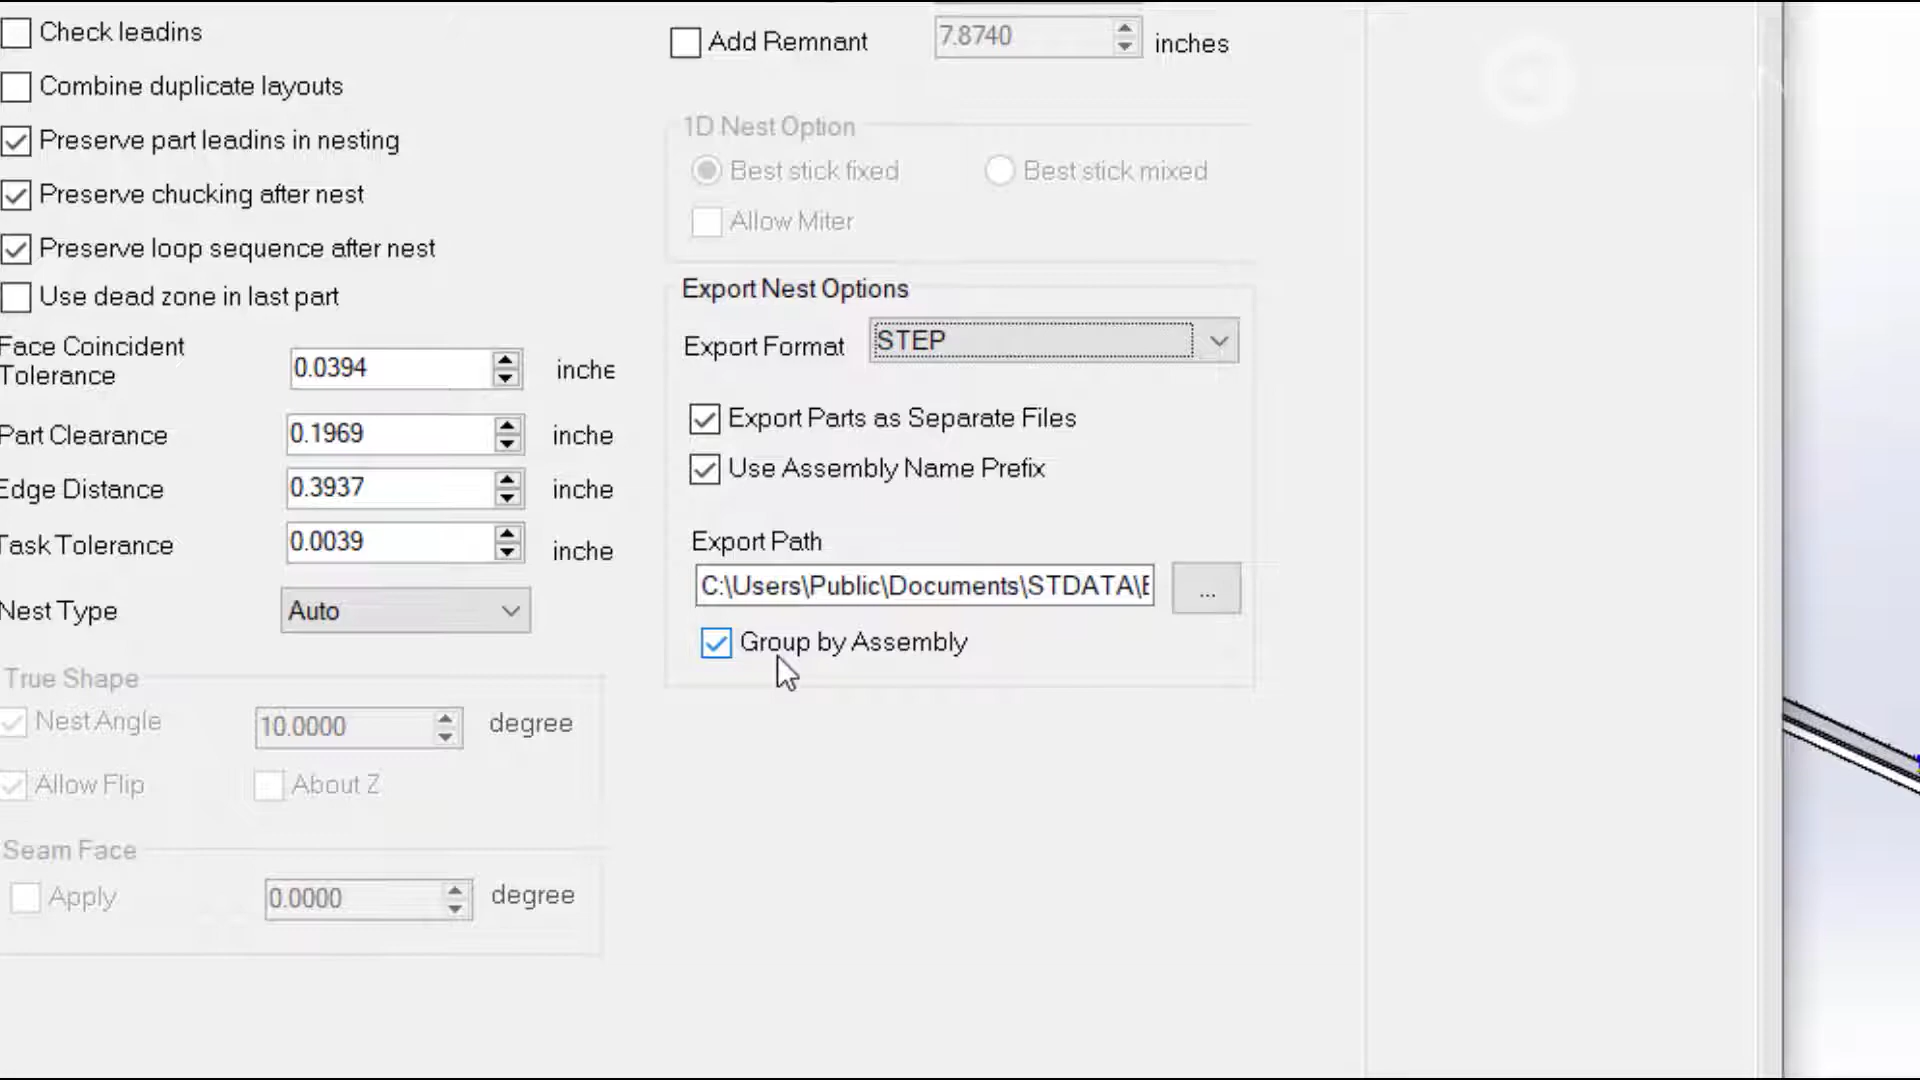 Check leadins
Combine duplicate layouts
Preserve part leadins in nesting
Preserve chucking after nest
Preserve loop sequence after nest
Use dead zone in last part
Face Coincident
Tolerance
0.0394
inche
Part Clearance
0.1969
inche
Edge Distance
0.3937
inche
Task Tolerance
0.0039
inche
Nest Type
Auto
True Shape
Nest Angle
10.0000
degree
Allow Flip
About Z
Seam Face
Apply
0.0000
degree
Add Remnant
7.8740
inches
1D Nest Option
Best stick fixed
Best stick mixed
Allow Miter
Export Nest Options
Export Format
STEP
Export Parts as Separate Files
Use Assembly Name Prefix
Export Path
C:\Users\Public\Documents\STDATA\E
...
Group by Assembly